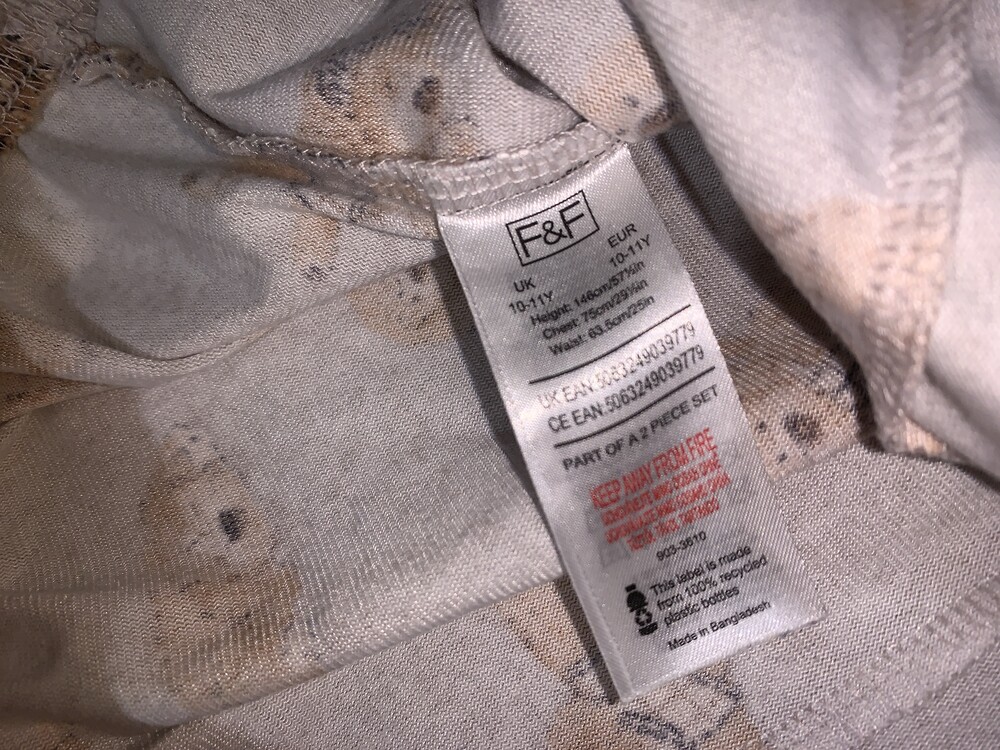 F&F
UK EUR
10-11Y 10-11Y
Height: 146cm/57½in
Chest: 75cm/29½in
Waist: 63.5cm/25in
UK EAN:5063249039779
CE EAN:5063249039779
PART OF A 2 PIECE SET
KEEP AWAY FROM FIRE
903-3610
This label is made
from 100% recycled
plastic bottles
Made in Bangladesh